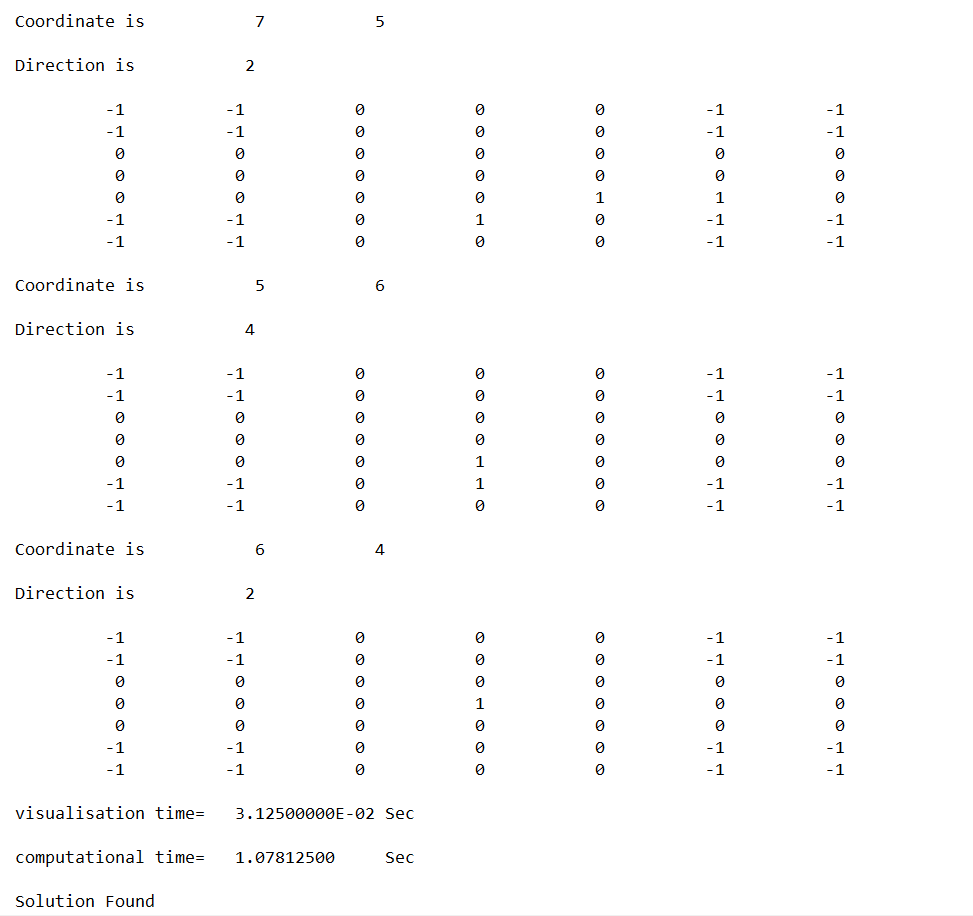 Coordinate is 7 5
Direction is 2
-1 -1 0 0 0 -1 -1
-1 -1 0 0 0 -1 -1
0 0 0 0 0 0 0
0 0 0 0 0 0 0
0 0 0 0 1 1 0
-1 -1 0 1 0 -1 -1
-1 -1 0 0 0 -1 -1
Coordinate is 5 6
Direction is 4
-1 -1 0 0 0 -1 -1
-1 -1 0 0 0 -1 -1
0 0 0 0 0 0 0
0 0 0 0 0 0 0
0 0 0 1 0 0 0
-1 -1 0 1 0 -1 -1
-1 -1 0 0 0 -1 -1
Coordinate is 6 4
Direction is 2
-1 -1 0 0 0 -1 -1
-1 -1 0 0 0 -1 -1
0 0 0 0 0 0 0
0 0 0 1 0 0 0
0 0 0 0 0 0 0
-1 -1 0 0 0 -1 -1
-1 -1 0 0 0 -1 -1
visualisation time= 3.12500000E-02 Sec
computational time= 1.07812500 Sec
Solution Found